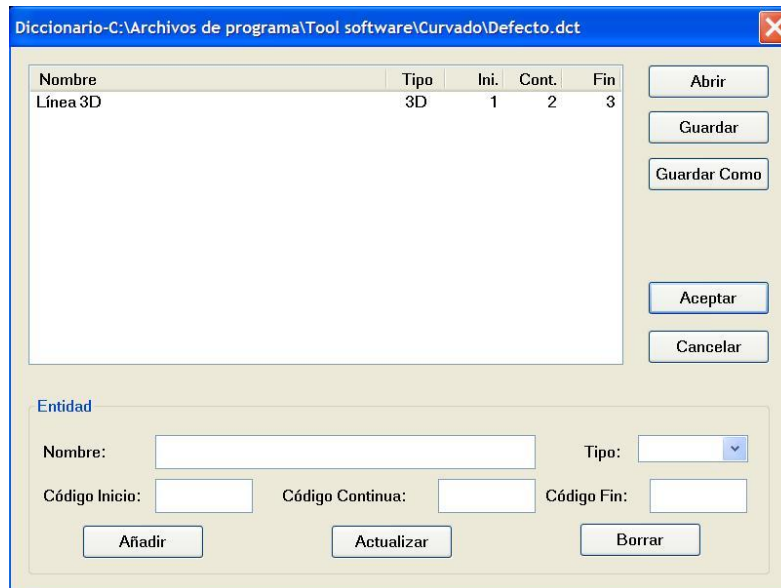 Diccionario-C:\Archivos de programa\Tool software\Curvado\Defecto.dct
Nombre Tipo Ini. Cont. Fin
Línea 3D 3D 1 2 3
Abrir
Guardar
Guardar Como
Aceptar
Cancelar
Entidad
Nombre: Tipo:
Código Inicio: Código Continua: Código Fin:
Añadir Actualizar Borrar